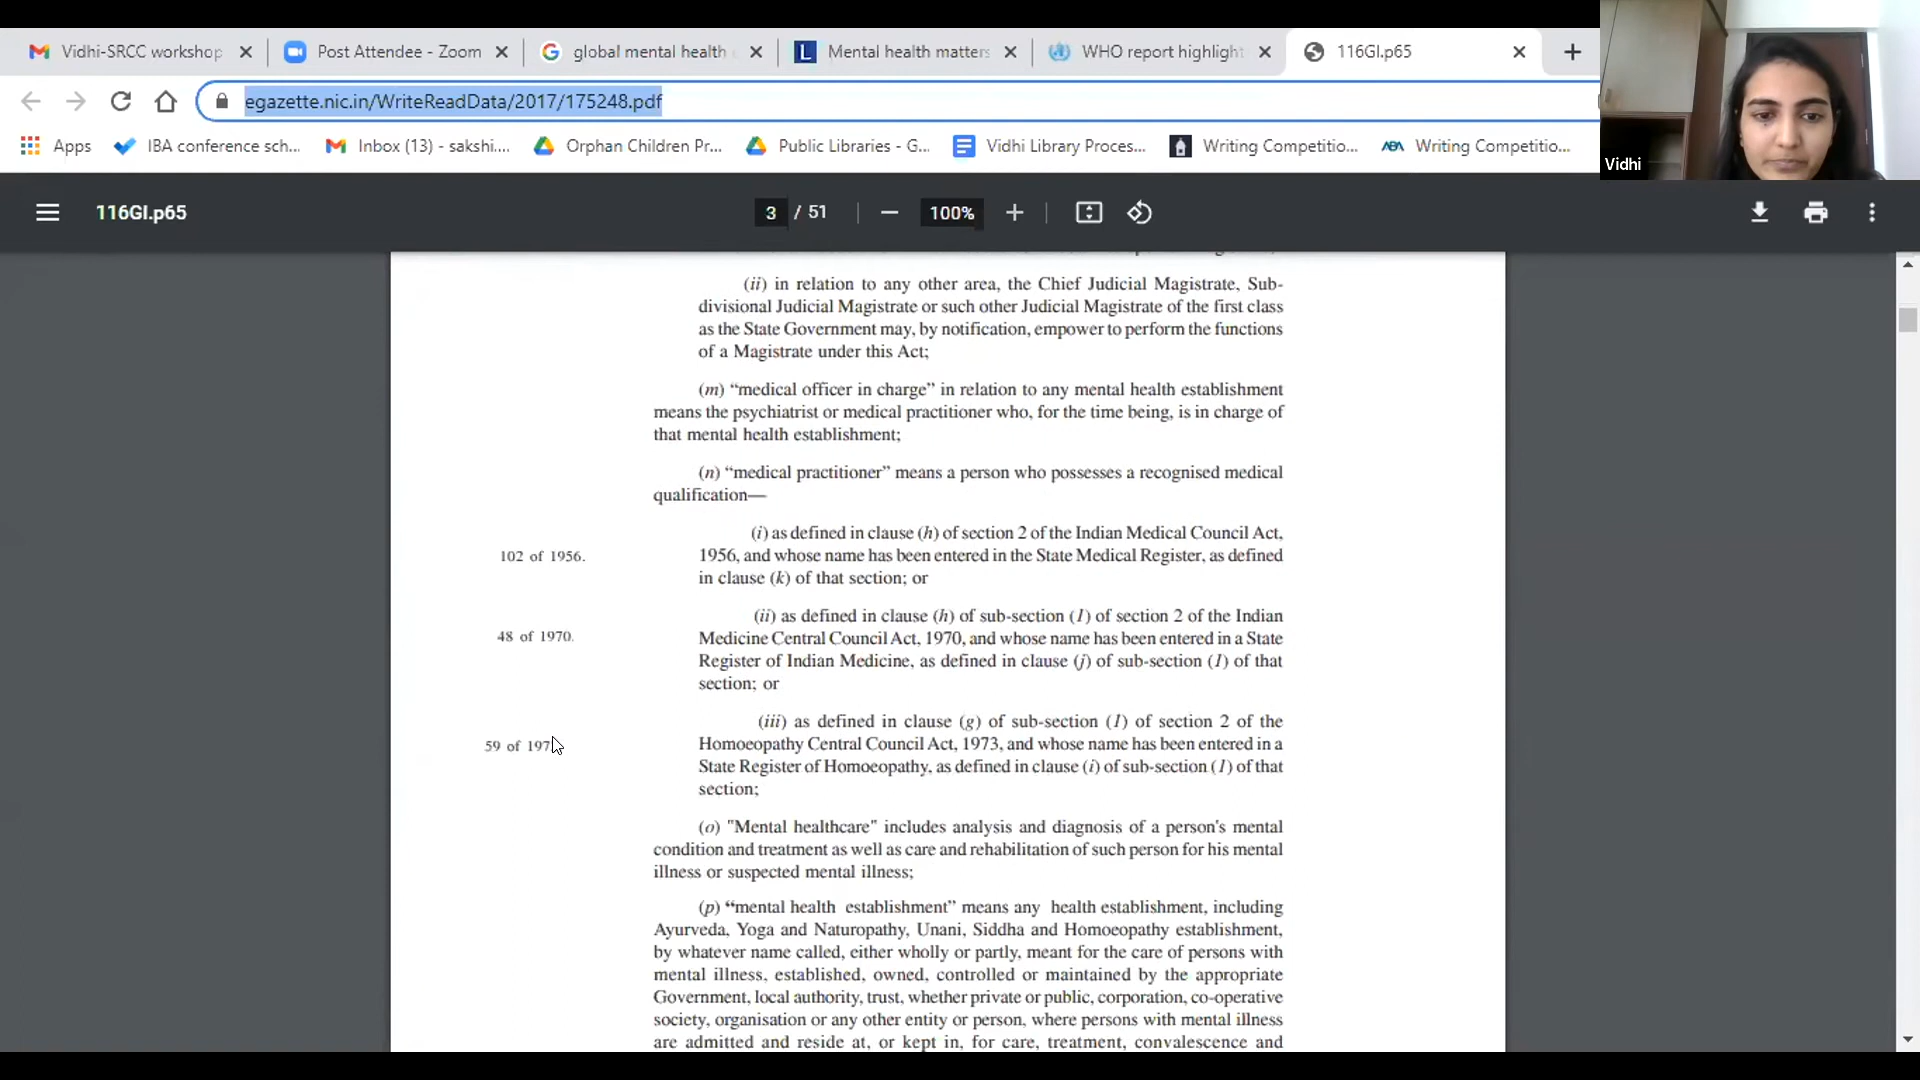 Vidhi-SRCC workshop
Post Attendee - Zoom
global mental health
Mental health matters
WHO report highlight
116GI.p65
egazette.nic.in/WriteReadData/2017/175248.pdf
Apps
IBA conference sch...
Inbox (13) - sakshi....
Orphan Children Pr...
Public Libraries - G...
Vidhi Library Proces...
Writing Competitio...
Writing Competitio...
Vidhi
116GI.p65
3 / 51
100%
(ii) in relation to any other area, the Chief Judicial Magistrate, Sub-
divisional Judicial Magistrate or such other Judicial Magistrate of the first class
as the State Government may, by notification, empower to perform the functions
of a Magistrate under this Act;
(m) “medical officer in charge” in relation to any mental health establishment
means the psychiatrist or medical practitioner who, for the time being, is in charge of
that mental health establishment;
(n) “medical practitioner” means a person who possesses a recognised medical
qualification—
(i) as defined in clause (h) of section 2 of the Indian Medical Council Act,
102 of 1956.
1956, and whose name has been entered in the State Medical Register, as defined
in clause (k) of that section; or
(ii) as defined in clause (h) of sub-section (1) of section 2 of the Indian
48 of 1970.
Medicine Central Council Act, 1970, and whose name has been entered in a State
Register of Indian Medicine, as defined in clause (j) of sub-section (1) of that
section; or
(iii) as defined in clause (g) of sub-section (1) of section 2 of the
59 of 197
Homoeopathy Central Council Act, 1973, and whose name has been entered in a
State Register of Homoeopathy, as defined in clause (i) of sub-section (1) of that
section;
(o) "Mental healthcare" includes analysis and diagnosis of a person's mental
condition and treatment as well as care and rehabilitation of such person for his mental
illness or suspected mental illness;
(p) “mental health establishment” means any health establishment, including
Ayurveda, Yoga and Naturopathy, Unani, Siddha and Homoeopathy establishment,
by whatever name called, either wholly or partly, meant for the care of persons with
mental illness, established, owned, controlled or maintained by the appropriate
Government, local authority, trust, whether private or public, corporation, co-operative
society, organisation or any other entity or person, where persons with mental illness
are admitted and reside at, or kept in, for care, treatment, convalescence and